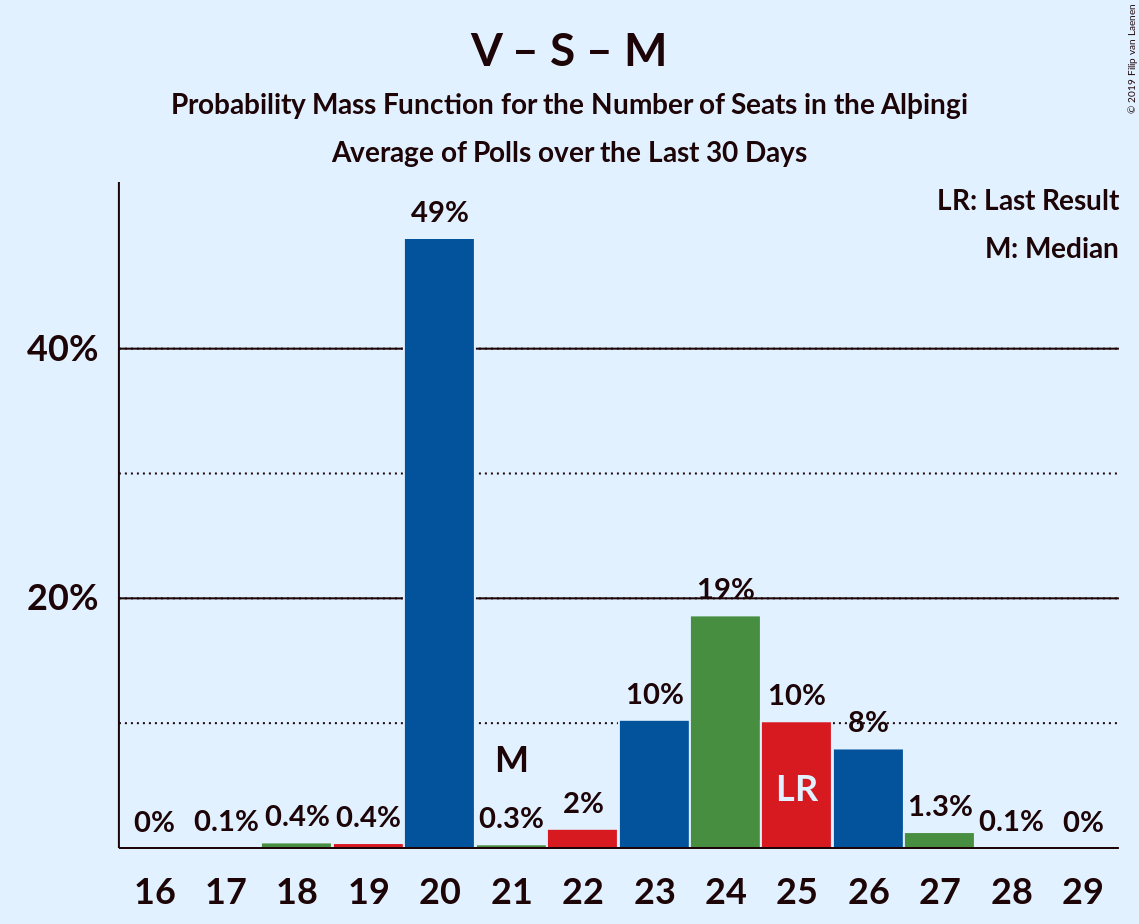 V – S – M
Probability Mass Function for the Number of Seats in the Alþingi
Average of Polls over the Last 30 Days
© 2019 Filip van Laenen
LR: Last Result
M: Median
49%
40%
20%
19%
10%
10%
8%
M
LR
0%
0.1%
0.4%
0.4%
0.3%
2%
1.3%
0.1%
0%
16 17 18 19 20 21 22 23 24 25 26 27 28 29